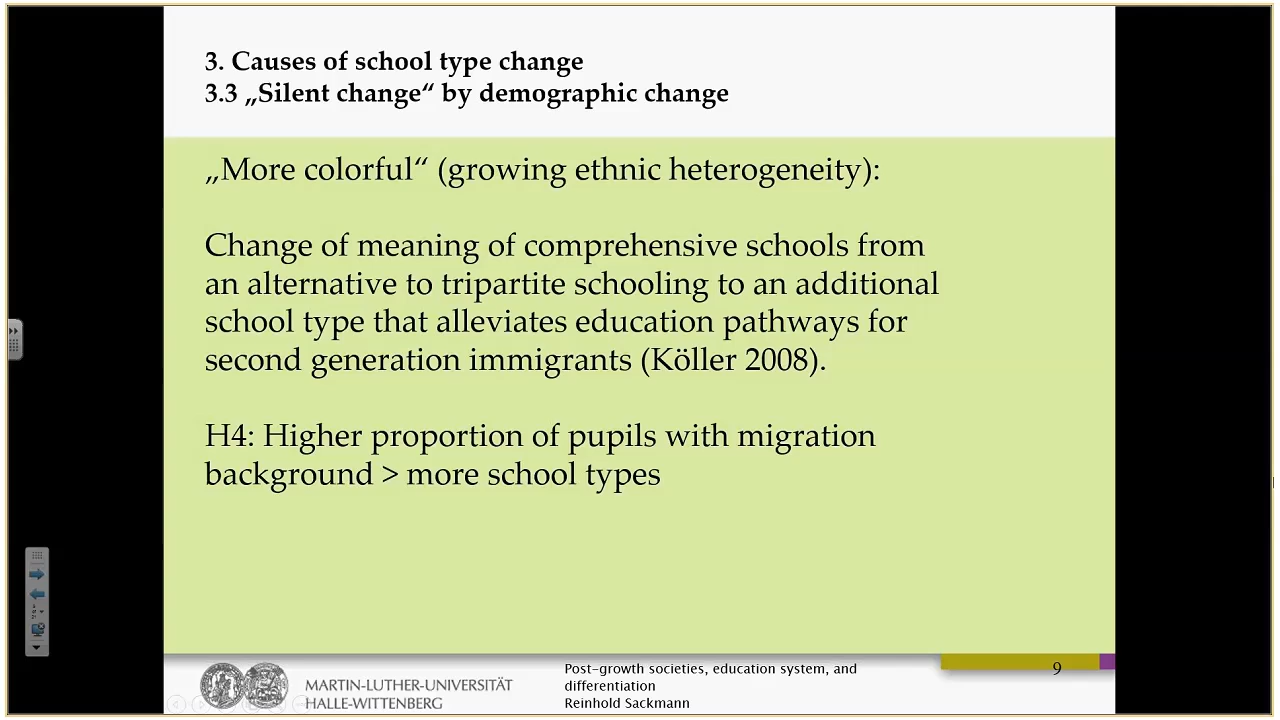 3. Causes of school type change
3.3 „Silent change“ by demographic change
„More colorful“ (growing ethnic heterogeneity):
Change of meaning of comprehensive schools from
an alternative to tripartite schooling to an additional
school type that alleviates education pathways for
second generation immigrants (Köller 2008).
H4: Higher proportion of pupils with migration
background > more school types
MARTIN-LUTHER-UNIVERSITÄT
HALLE-WITTENBERG
Post-growth societies, education system, and
differentiation
Reinhold Sackmann
9